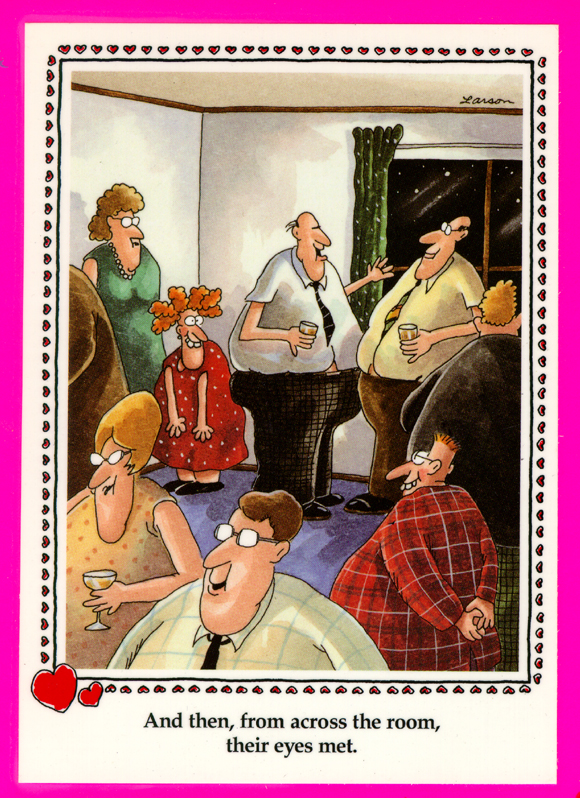 Larson
And then, from across the room,
their eyes met.